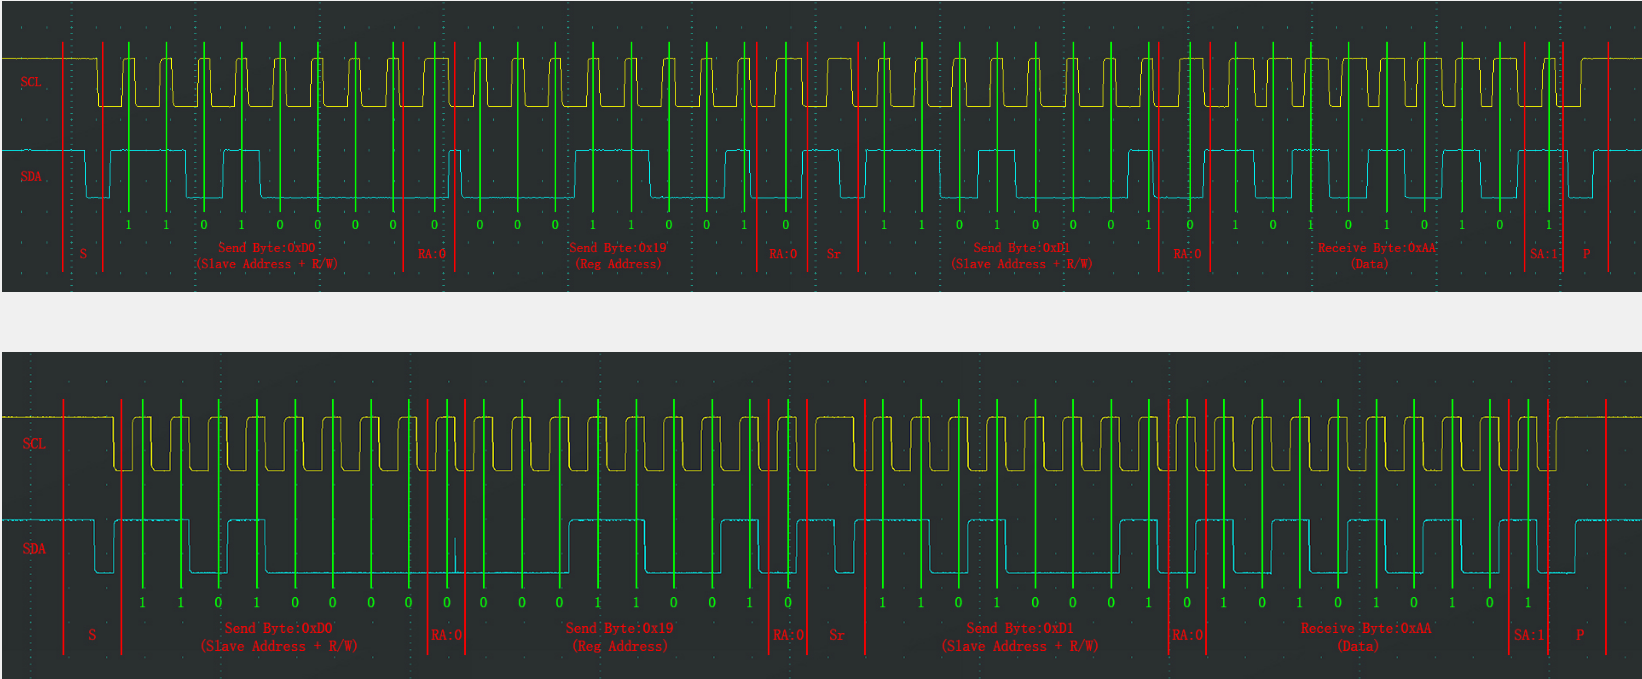 SCL
SDA
1 1 0 1 0 0 0 0 0 0 0 0 1 1 0 0 1 0 1 1 0 1 0 0 0 1 0 1 0 1 0 1 0 1 0 1
S Send Byte:0xD0 RA:0 Send Byte:0x19 RA:0 Sr Send Byte:0xD1 RA:0 Receive Byte:0xAA SA:1 P
(Slave Address + R/W) (Reg Address) (Slave Address + R/W) (Data)
SCL
SDA
1 1 0 1 0 0 0 0 0 0 0 0 1 1 0 0 1 0 1 1 0 1 0 0 0 1 0 1 0 1 0 1 0 1 0 1
S Send Byte:0xD0 RA:0 Send Byte:0x19 RA:0 Sr Send Byte:0xD1 RA:0 Receive Byte:0xAA SA:1 P
(Slave Address + R/W) (Reg Address) (Slave Address + R/W) (Data)